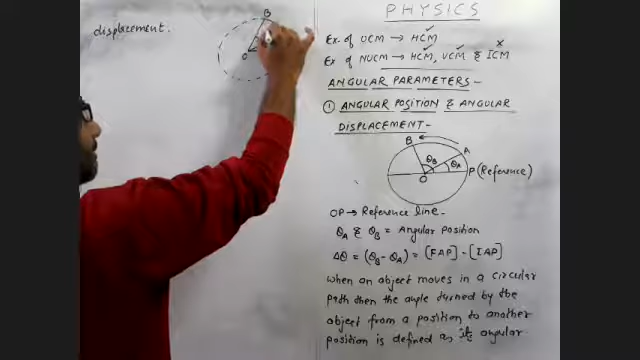 displacement.
B
O
PHYSICS
Ex. of UCM → HCM
Ex of NUCM → HCM, VCM & ICM
ANGULAR PARAMETERS -
① ANGULAR POSITION & ANGULAR
DISPLACEMENT -
B
A
θB
θA
O
P (Reference)
OP → Reference line.
θA & θB = Angular Position
Δθ = (θB - θA) = [FAP] - [IAP]
When an object moves in a circular
path then the angle turned by the
object from a position to another
position is defined as its angular